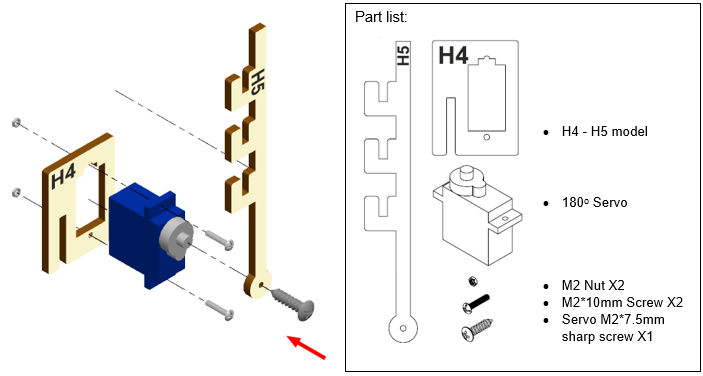 H5
H4
Part list:
H5
H4
H4 - H5 model
180º Servo
M2 Nut X2
M2*10mm Screw X2
Servo M2*7.5mm
sharp screw X1